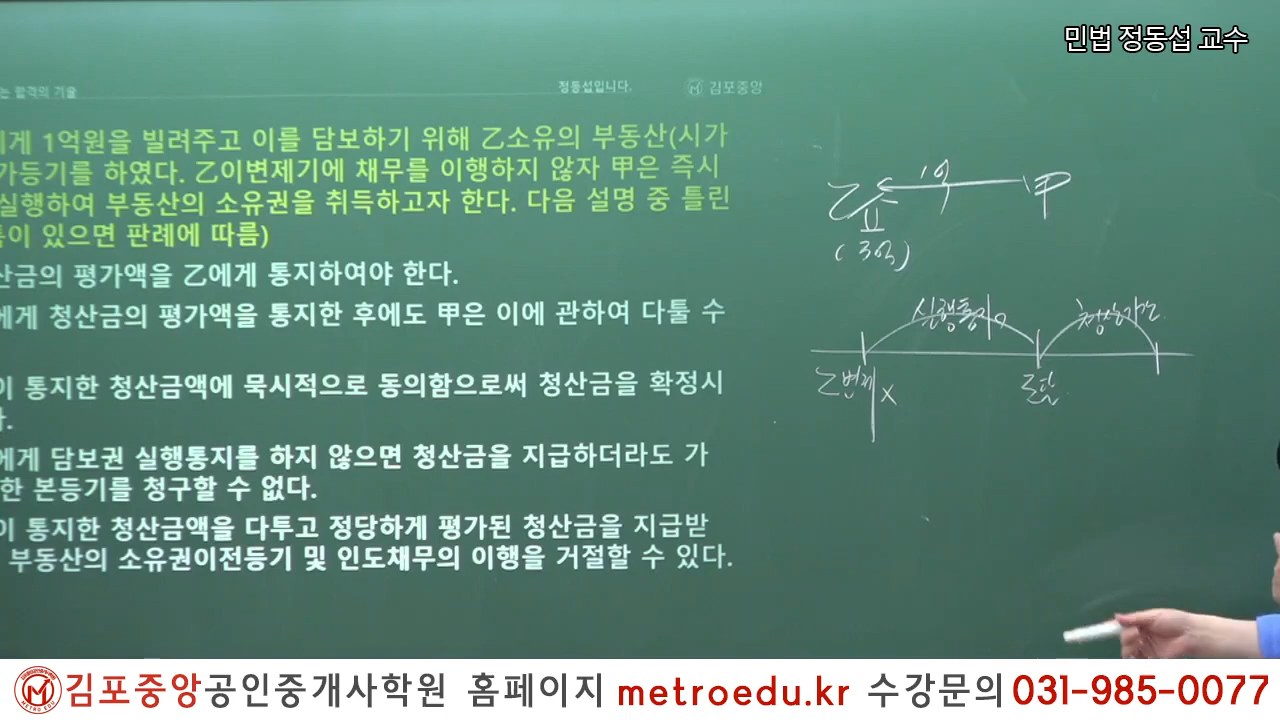 민법 정동섭 교수
는 합격의 기술
정동섭입니다.
김포중앙
에게 1억원을 빌려주고 이를 담보하기 위해 乙소유의 부동산(시가
가등기를 하였다. 乙이변제기에 채무를 이행하지 않자 甲은 즉시
실행하여 부동산의 소유권을 취득하고자 한다. 다음 설명 중 틀린
이 있으면 판례에 따름)
산금의 평가액을 乙에게 통지하여야 한다.
에게 청산금의 평가액을 통지한 후에도 甲은 이에 관하여 다툴 수
이 통지한 청산금액에 묵시적으로 동의함으로써 청산금을 확정시
.
에게 담보권 실행통지를 하지 않으면 청산금을 지급하더라도 가
한 본등기를 청구할 수 없다.
이 통지한 청산금액을 다투고 정당하게 평가된 청산금을 지급받
부동산의 소유권이전등기 및 인도채무의 이행을 거절할 수 있다.
1억
乙 甲
(3억)
실행통지 청산기간
乙변제 x 도달
김포중앙공인중개사학원 홈페이지 metroedu.kr 수강문의 031-985-0077
METRO EDU